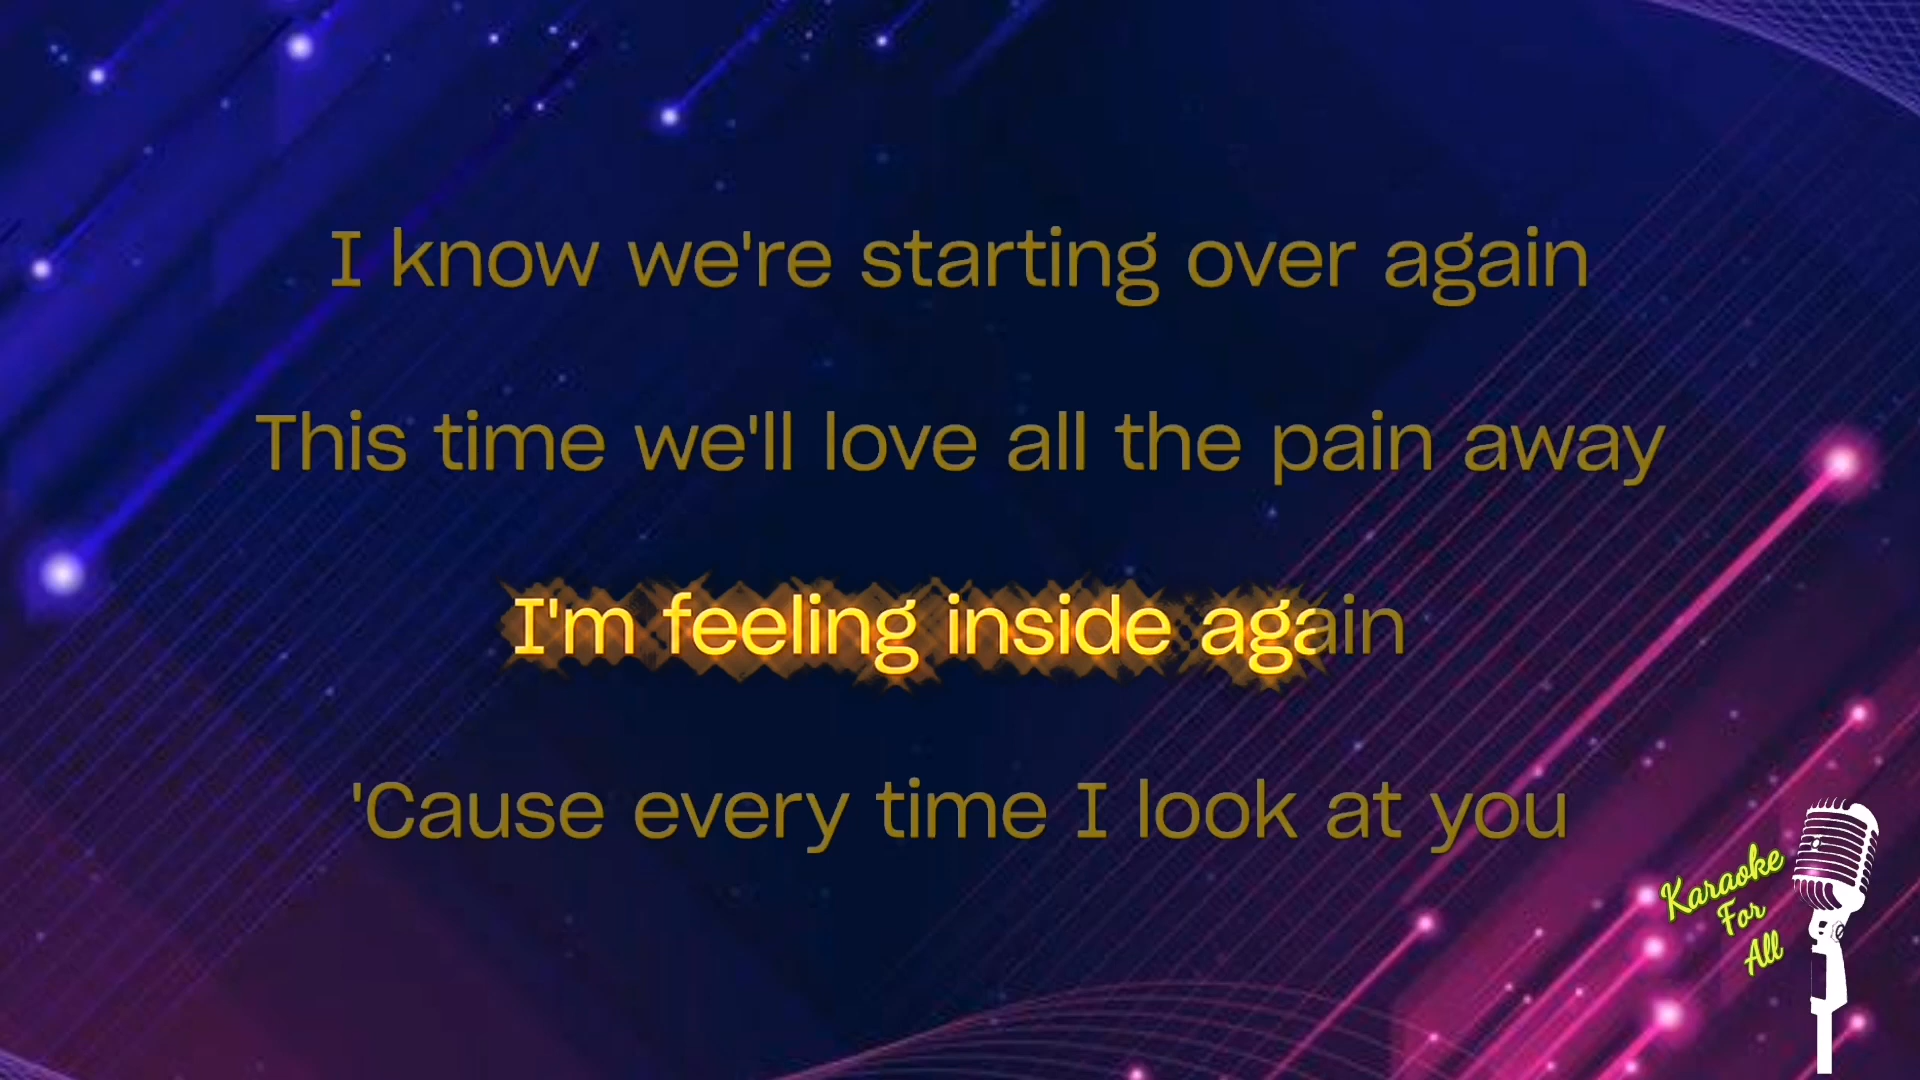 I know we're starting over again
This time we'll love all the pain away
I'm feeling inside again
'Cause every time I look at you
Karaoke
For
All